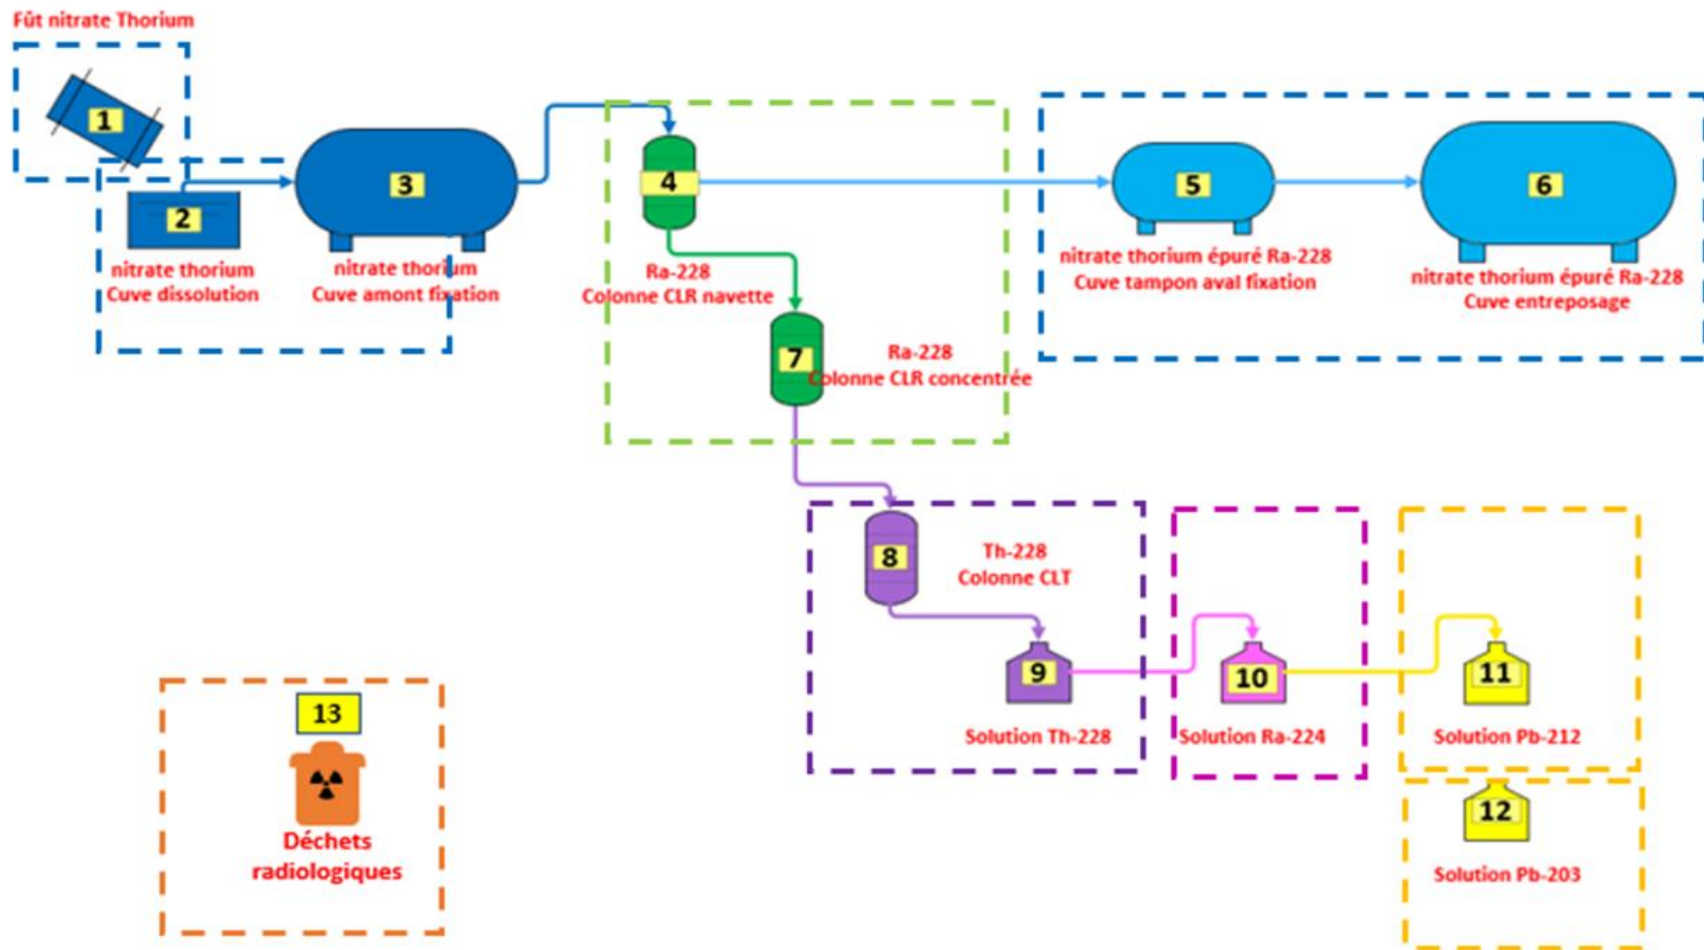 Fût nitrate Thorium
1
2
nitrate thorium
Cuve dissolution
3
nitrate thorium
Cuve amont fixation
4
Ra-228
Colonne CLR navette
5
nitrate thorium épuré Ra-228
Cuve tampon aval fixation
6
nitrate thorium épuré Ra-228
Cuve entreposage
7
Ra-228
Colonne CLR concentrée
8
Th-228
Colonne CLT
9
Solution Th-228
10
Solution Ra-224
11
Solution Pb-212
12
Solution Pb-203
13
Déchets
radiologiques